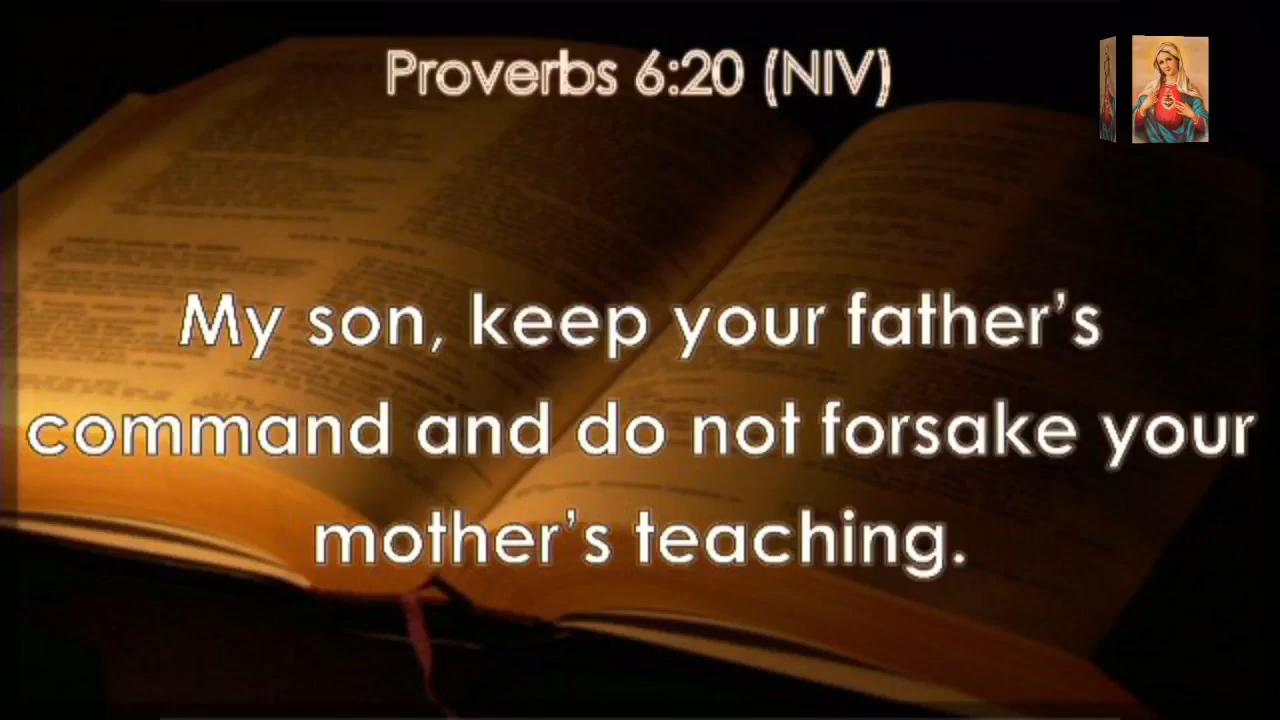 Proverbs 6:20 (NIV)
My son, keep your father’s
command and do not forsake your
mother’s teaching.